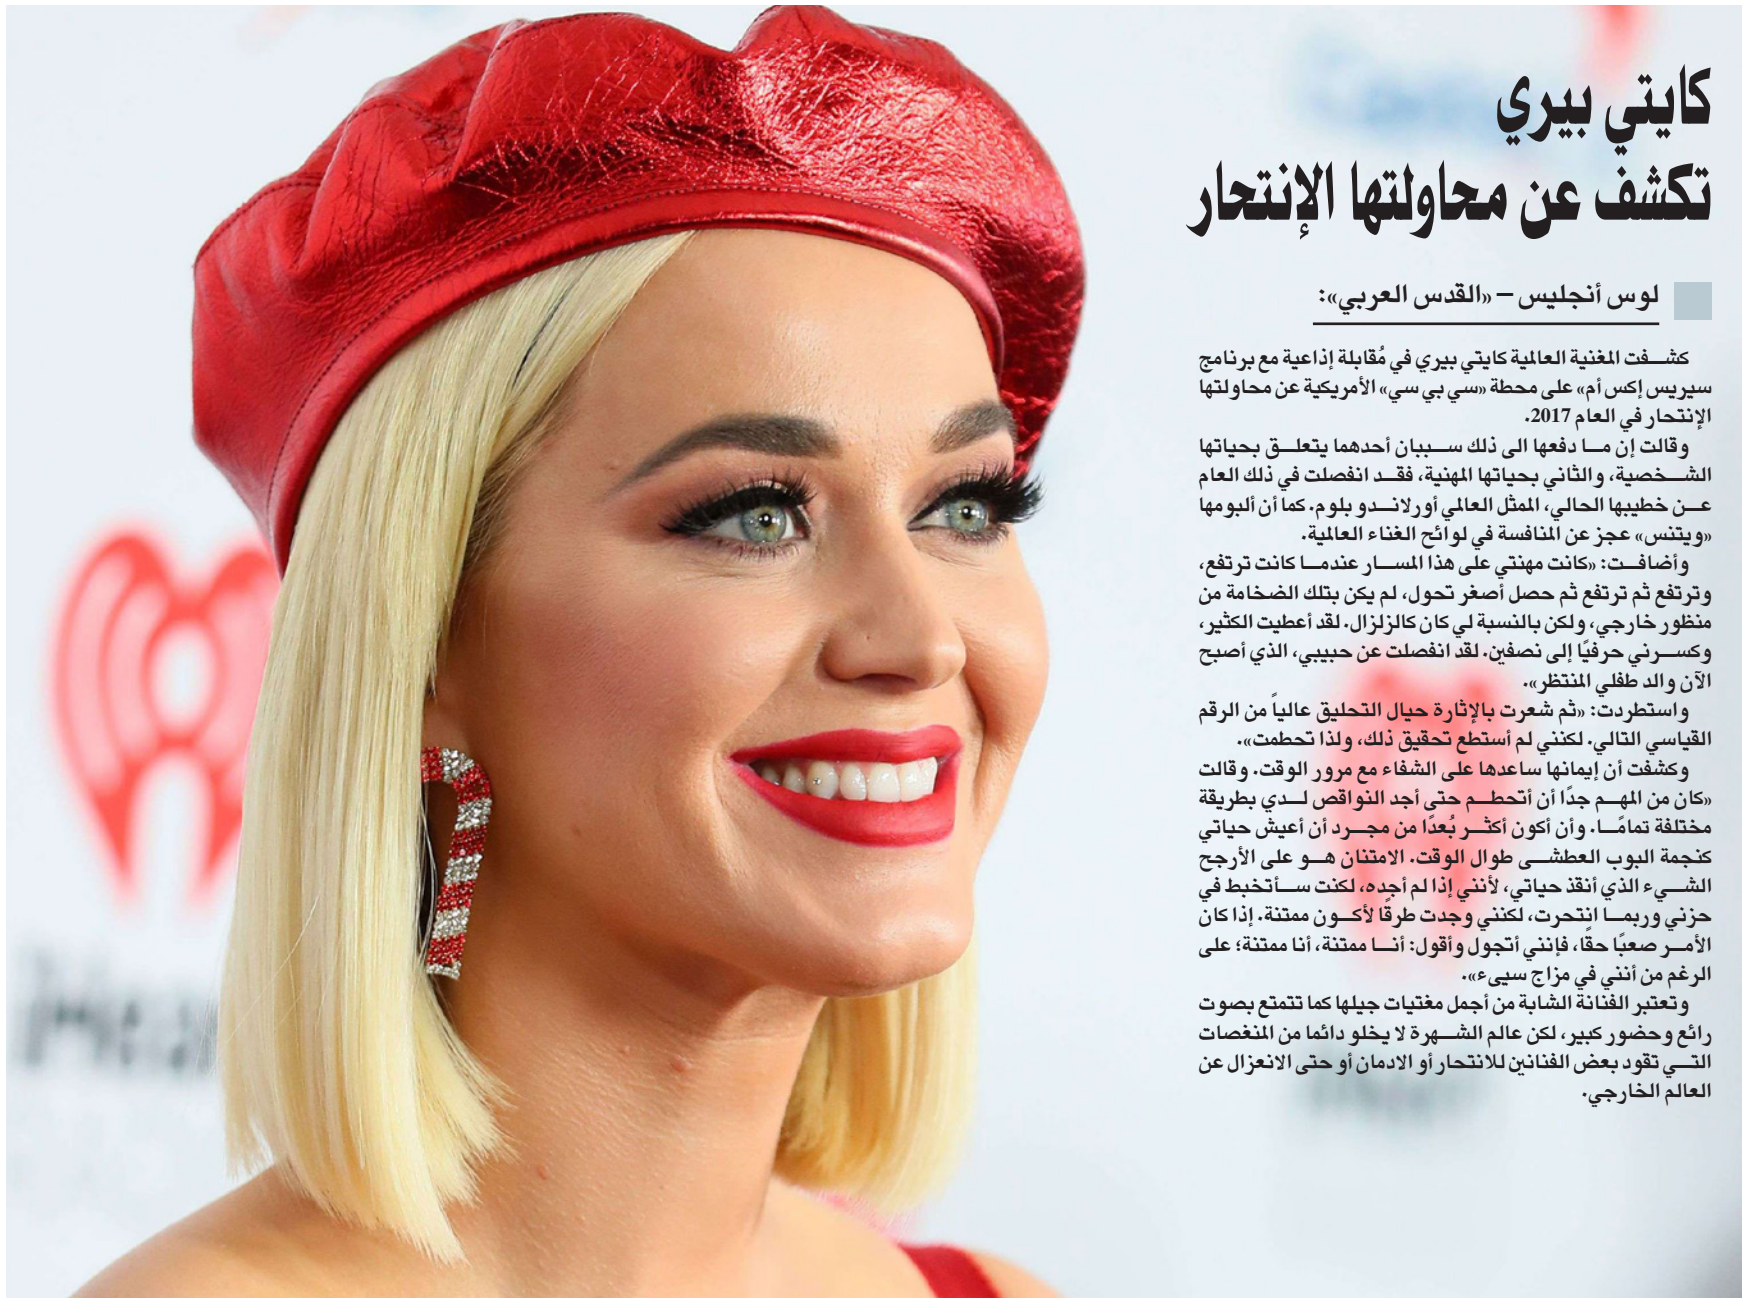 كايتي بيري
تكشف عن محاولتها الإنتحار
لوس أنجليس – «القدس العربي»:
كشفت المغنية العالمية كايتي بيري في مُقابلة إذاعية مع برنامج
سيريس إكس أم» على محطة «سي بي سي» الأمريكية عن محاولتها
الإنتحار في العام 2017.
وقالت إن ما دفعها الى ذلك سببان أحدهما يتعلق بحياتها
الشخصية، والثاني بحياتها المهنية، فقد انفصلت في ذلك العام
عن خطيبها الحالي، الممثل العالمي أورلاندو بلوم. كما أن ألبومها
«ويتنس» عجز عن المنافسة في لوائح الغناء العالمية.
وأضافت: «كانت مهنتي على هذا المسار عندما كانت ترتفع،
وترتفع ثم ترتفع ثم حصل أصغر تحول، لم يكن بتلك الضخامة من
منظور خارجي، ولكن بالنسبة لي كان كالزلزال. لقد أعطيت الكثير،
وكسرني حرفيًا إلى نصفين. لقد انفصلت عن حبيبي، الذي أصبح
الآن والد طفلي المنتظر».
واستطردت: «ثم شعرت بالإثارة حيال التحليق عالياً من الرقم
القياسي التالي. لكنني لم أستطع تحقيق ذلك، ولذا تحطمت».
وكشفت أن إيمانها ساعدها على الشفاء مع مرور الوقت. وقالت
«كان من المهم جدًا أن أتحطم حتى أجد النواقص لدي بطريقة
مختلفة تمامًا. وأن أكون أكثر بُعدًا من مجرد أن أعيش حياتي
كنجمة البوب العطشى طوال الوقت. الامتنان هو على الأرجح
الشيء الذي أنقذ حياتي، لأنني إذا لم أجده، لكنت سأتخبط في
حزني وربما انتحرت، لكنني وجدت طرقًا لأكون ممتنة. إذا كان
الأمر صعبًا حقًا، فإنني أتجول وأقول: أنا ممتنة، أنا ممتنة؛ على
الرغم من أنني في مزاج سييء».
وتعتبر الفنانة الشابة من أجمل مغتيات جيلها كما تتمتع بصوت
رائع وحضور كبير، لكن عالم الشهرة لا يخلو دائما من المنغصات
التي تقود بعض الفنانين للانتحار أو الادمان أو حتى الانعزال عن
العالم الخارجي.